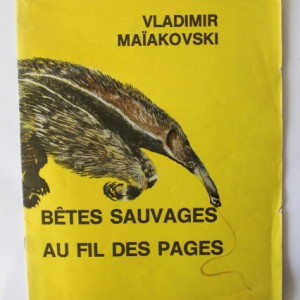 VLADIMIR
MAÏAKOVSKI
BÊTES SAUVAGES
AU FIL DES PAGES